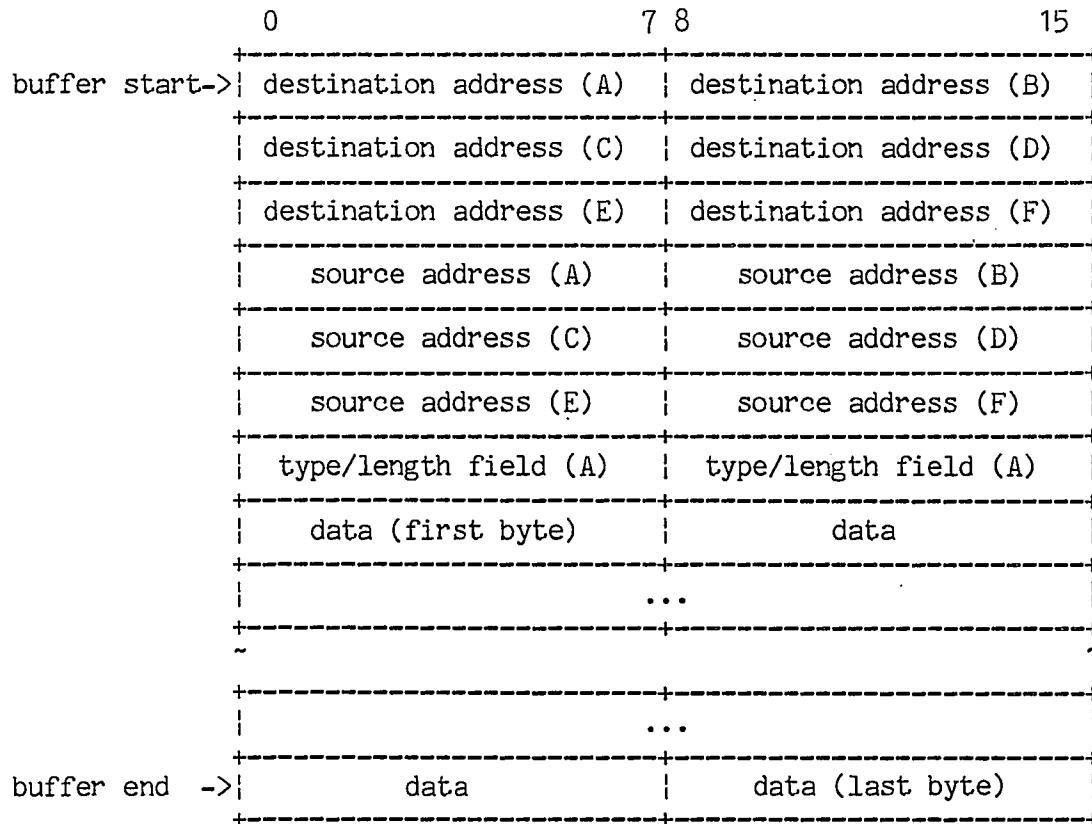 0 7 8 15
buffer start-> destination address (A) destination address (B)
destination address (C) destination address (D)
destination address (E) destination address (F)
source address (A) source address (B)
source address (C) source address (D)
source address (E) source address (F)
type/length field (A) type/length field (A)
data (first byte) data
...
...
buffer end -> data data (last byte)